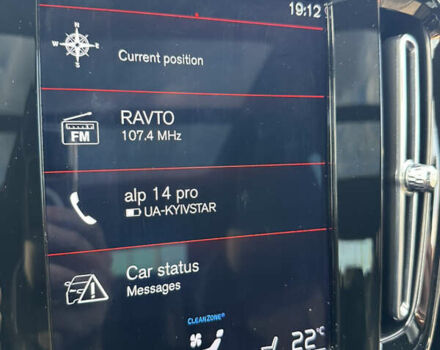 19:12
N
W E
S
Current position
RAVTO
107.4 MHz
FM
alp 14 pro
UA-KYIVSTAR
Car status
Messages
CLEANZONE®
22°C